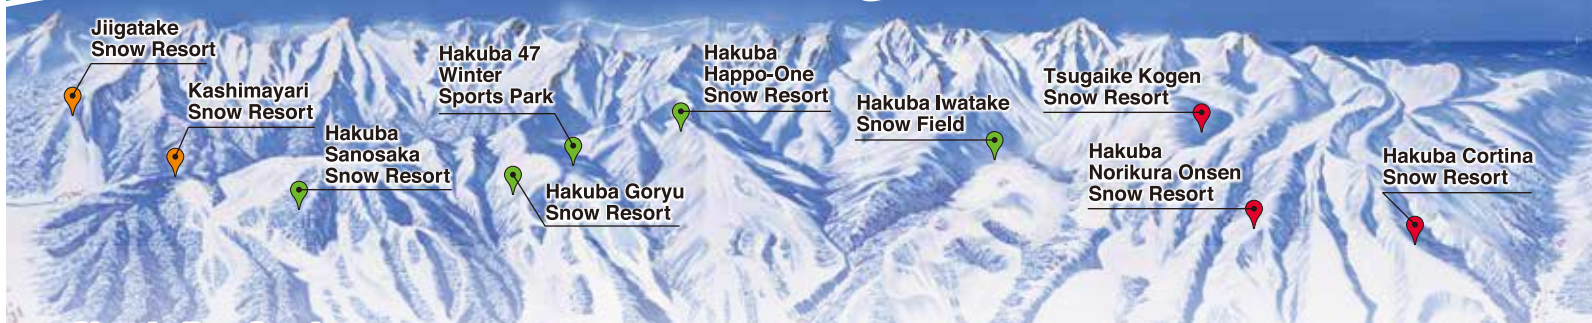 Jiigatake
Snow Resort
Kashimayari
Snow Resort
Hakuba
Sanosaka
Snow Resort
Hakuba 47
Winter
Sports Park
Hakuba Goryu
Snow Resort
Hakuba
Happo-One
Snow Resort
Hakuba Iwatake
Snow Field
Tsugaike Kogen
Snow Resort
Hakuba
Norikura Onsen
Snow Resort
Hakuba Cortina
Snow Resort